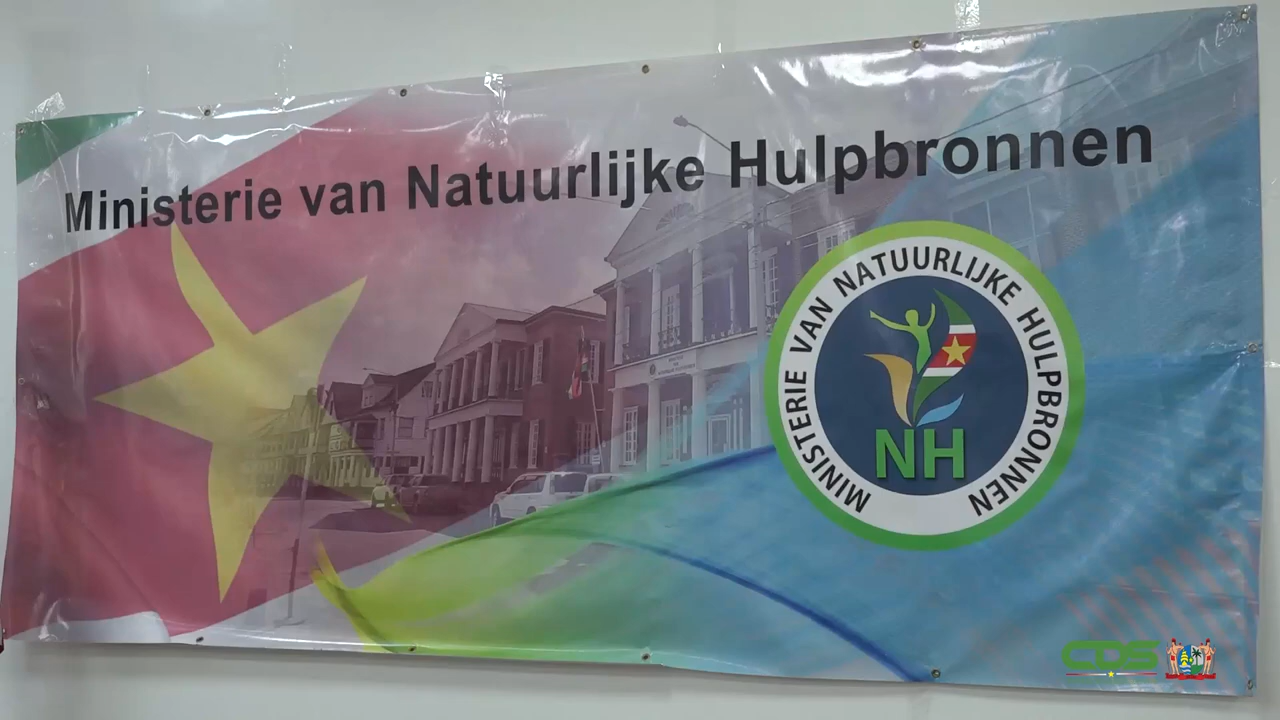 Ministerie van Natuurlijke Hulpbronnen
MINISTERIE VAN NATUURLIJKE HULPBRONNEN
NH
CDS